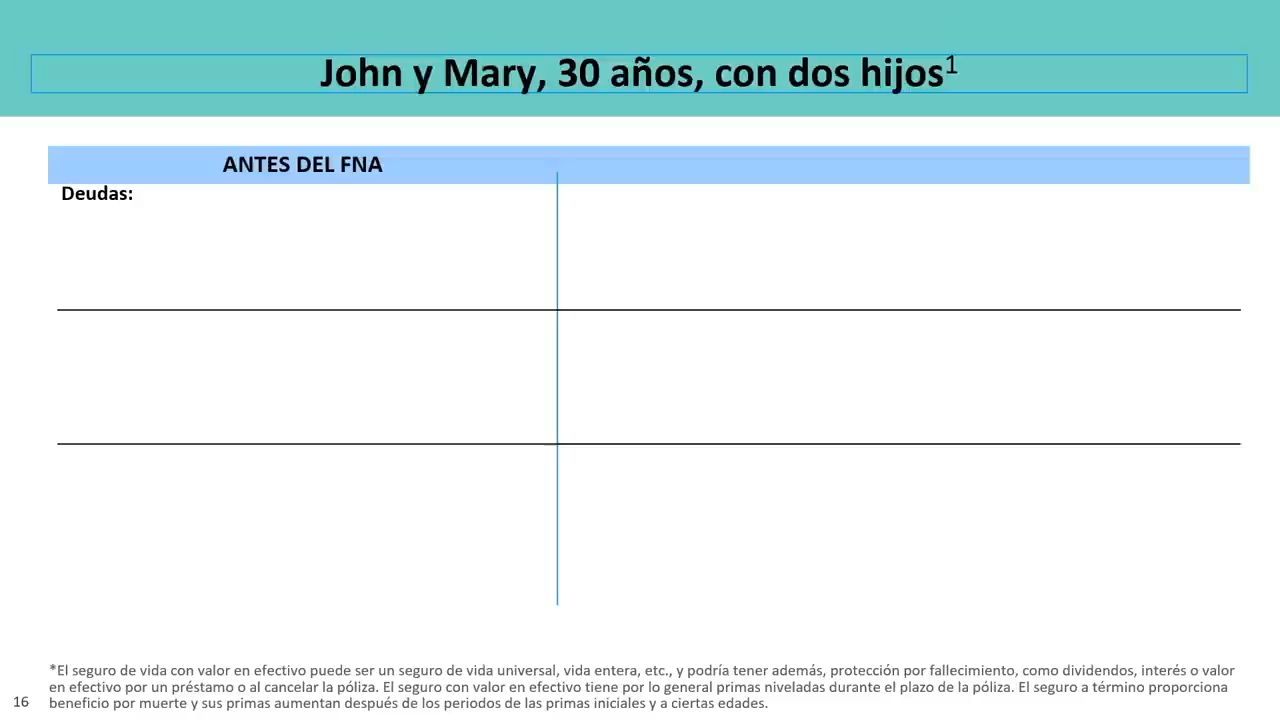 John y Mary, 30 años, con dos hijos1
ANTES DEL FNA
Deudas:
*El seguro de vida con valor en efectivo puede ser un seguro de vida universal, vida entera, etc., y podría tener además, protección por fallecimiento, como dividendos, interés o valor
en efectivo por un préstamo o al cancelar la póliza. El seguro con valor en efectivo tiene por lo general primas niveladas durante el plazo de la póliza. El seguro a término proporciona
beneficio por muerte y sus primas aumentan después de los periodos de las primas iniciales y a ciertas edades.
16